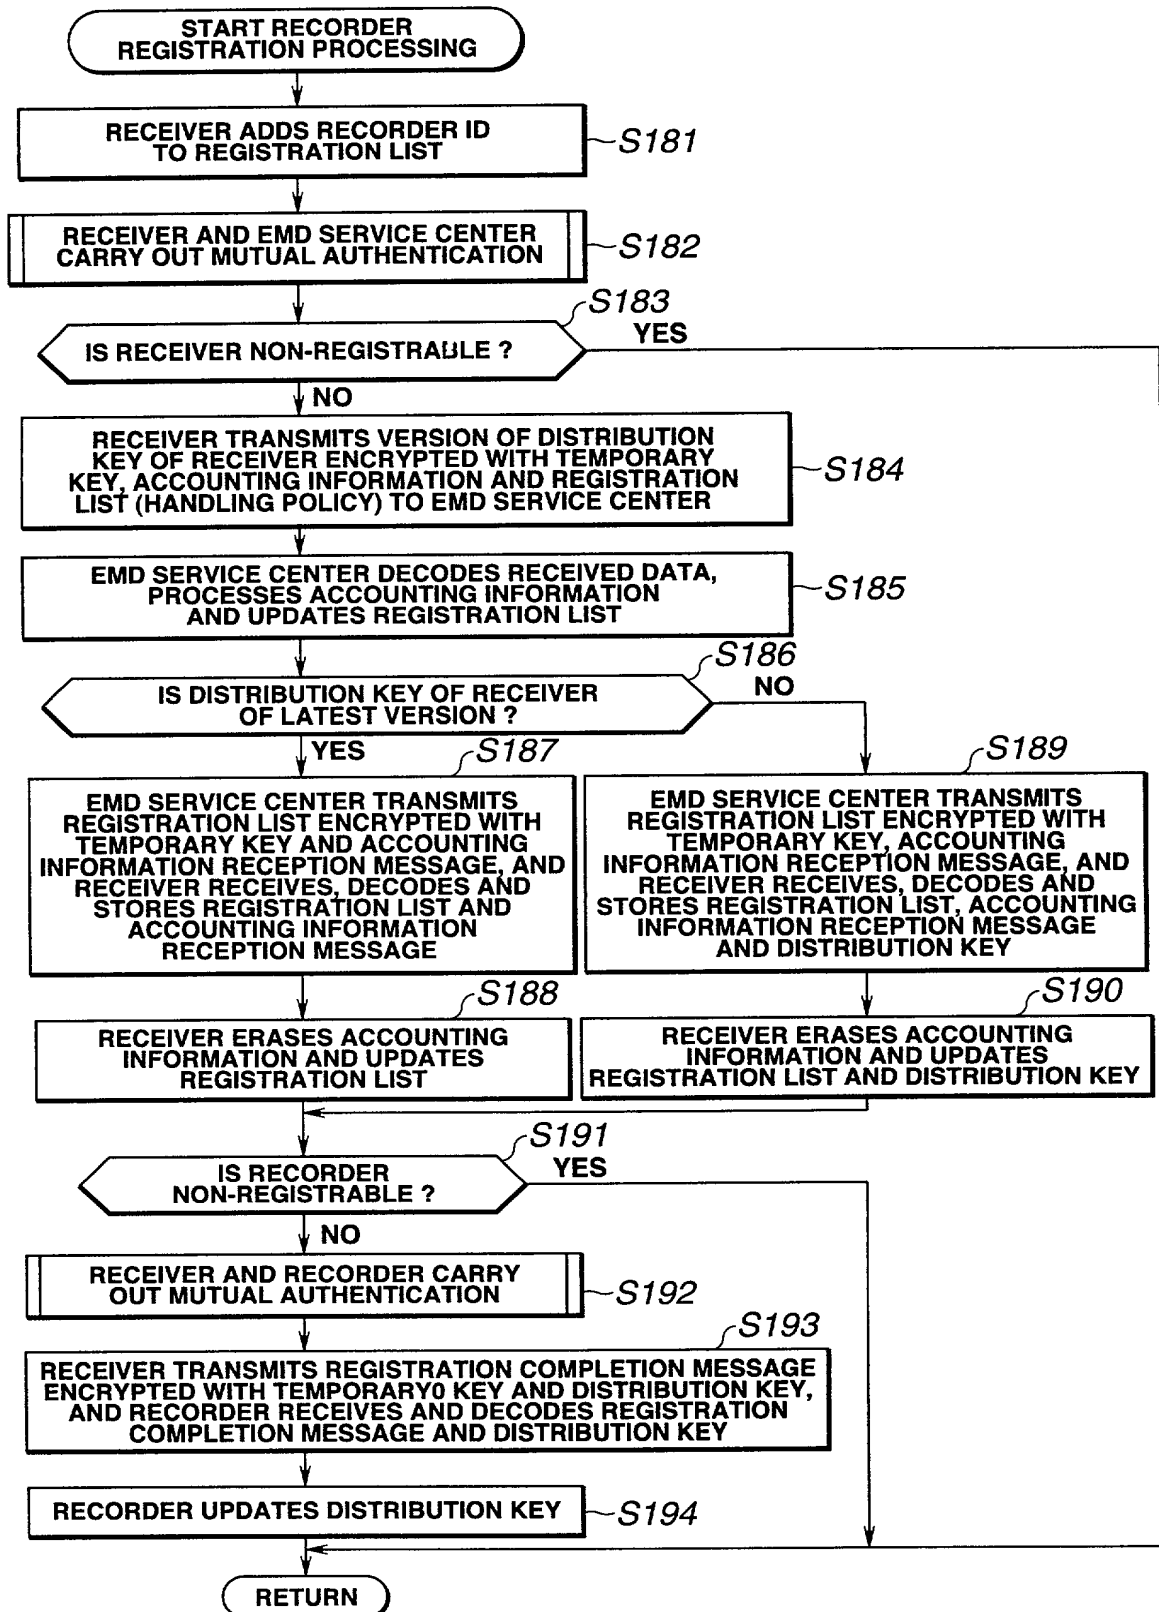 START RECORDER
REGISTRATION PROCESSING
RECEIVER ADDS RECORDER ID
TO REGISTRATION LIST
S181
RECEIVER AND EMD SERVICE CENTER
CARRY OUT MUTUAL AUTHENTICATION
S182
S183
IS RECEIVER NON-REGISTRABLE ?
YES
NO
RECEIVER TRANSMITS VERSION OF DISTRIBUTION
KEY OF RECEIVER ENCRYPTED WITH TEMPORARY
KEY, ACCOUNTING INFORMATION AND REGISTRATION
LIST (HANDLING POLICY) TO EMD SERVICE CENTER
S184
EMD SERVICE CENTER DECODES RECEIVED DATA,
PROCESSES ACCOUNTING INFORMATION
AND UPDATES REGISTRATION LIST
S185
S186
IS DISTRIBUTION KEY OF RECEIVER
OF LATEST VERSION ?
NO
YES
S187
EMD SERVICE CENTER TRANSMITS
REGISTRATION LIST ENCRYPTED WITH
TEMPORARY KEY AND ACCOUNTING
INFORMATION RECEPTION MESSAGE, AND
RECEIVER RECEIVES, DECODES AND
STORES REGISTRATION LIST AND
ACCOUNTING INFORMATION
RECEPTION MESSAGE
S189
EMD SERVICE CENTER TRANSMITS
REGISTRATION LIST ENCRYPTED WITH
TEMPORARY KEY, ACCOUNTING
INFORMATION RECEPTION MESSAGE, AND
RECEIVER RECEIVES, DECODES AND
STORES REGISTRATION LIST, ACCOUNTING
INFORMATION RECEPTION MESSAGE
AND DISTRIBUTION KEY
S188
RECEIVER ERASES ACCOUNTING
INFORMATION AND UPDATES
REGISTRATION LIST
S190
RECEIVER ERASES ACCOUNTING
INFORMATION AND UPDATES
REGISTRATION LIST AND DISTRIBUTION KEY
S191
IS RECORDER
NON-REGISTRABLE ?
YES
NO
RECEIVER AND RECORDER CARRY
OUT MUTUAL AUTHENTICATION
S192
S193
RECEIVER TRANSMITS REGISTRATION COMPLETION MESSAGE
ENCRYPTED WITH TEMPORARY0 KEY AND DISTRIBUTION KEY,
AND RECORDER RECEIVES AND DECODES REGISTRATION
COMPLETION MESSAGE AND DISTRIBUTION KEY
RECORDER UPDATES DISTRIBUTION KEY
S194
RETURN